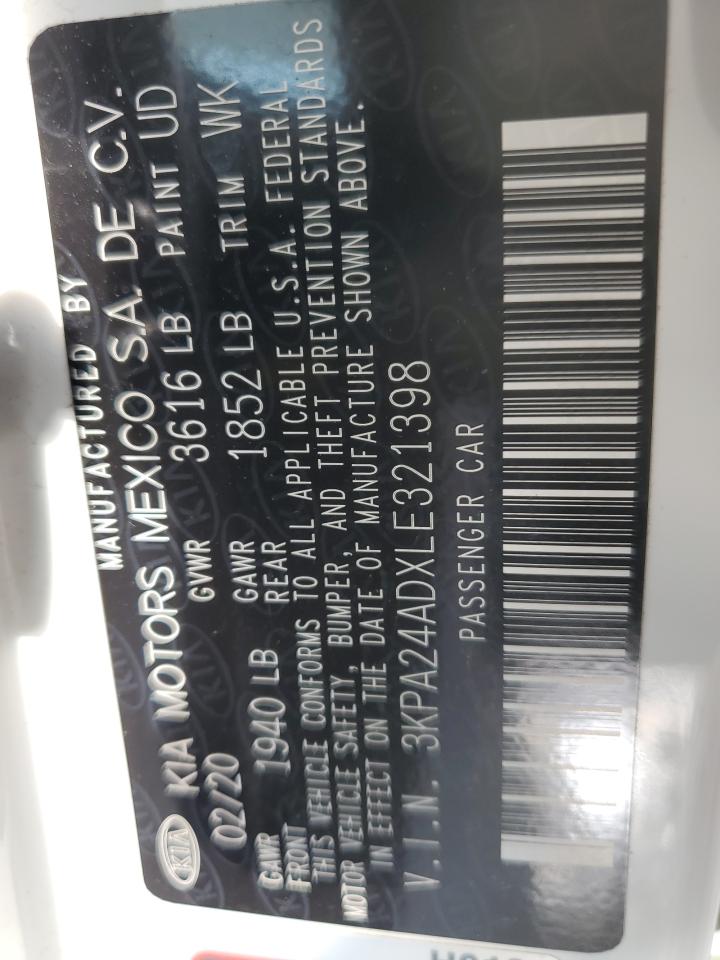 MANUFACTURED BY
KIA KIA MOTORS MEXICO S.A. DE C.V.
02/20 GVWR 3616 LB PAINT UD
GAWR FRONT 1940 LB GAWR REAR 1852 LB TRIM WK
THIS VEHICLE CONFORMS TO ALL APPLICABLE U.S.A. FEDERAL
MOTOR VEHICLE SAFETY, BUMPER, AND THEFT PREVENTION STANDARDS
IN EFFECT ON THE DATE OF MANUFACTURE SHOWN ABOVE.
V.I.N. 3KPA24ADXLE321398
PASSENGER CAR